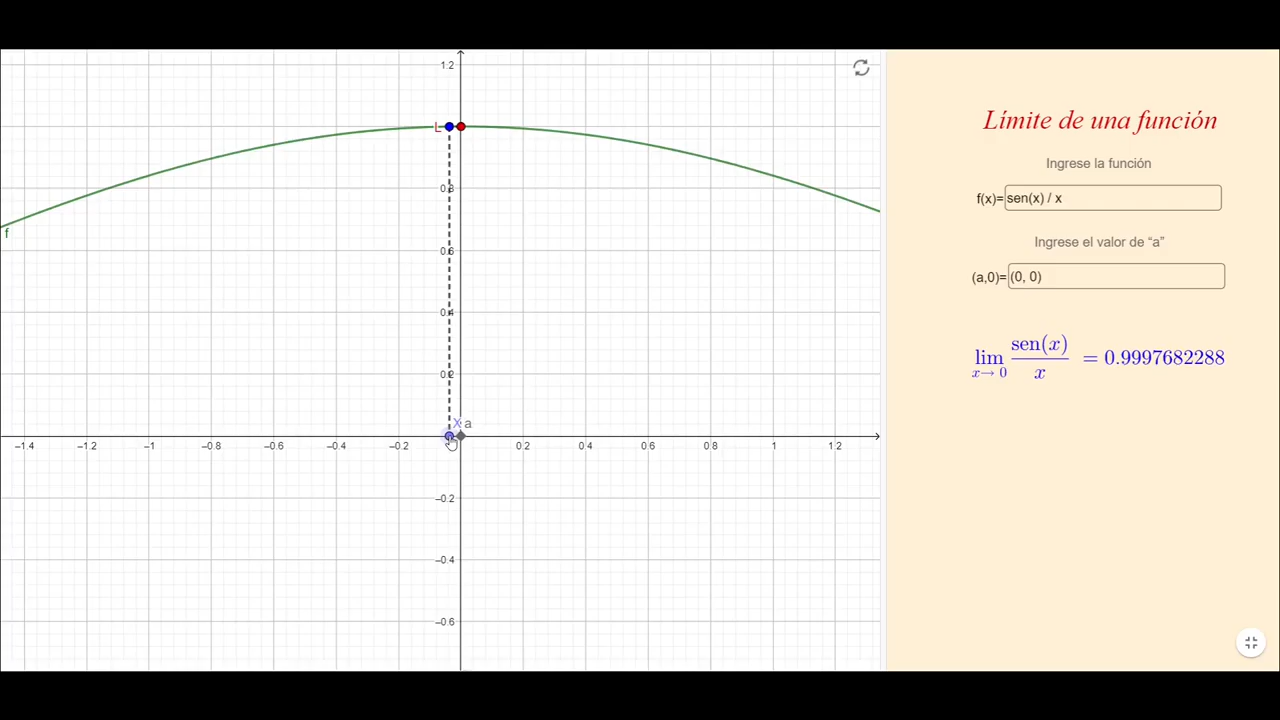 1.2
L
0.8
f
0.6
0.4
0.2
X a
–1.4 –1.2 –1 –0.8 –0.6 –0.4 –0.2 0.2 0.4 0.6 0.8 1 1.2
–0.2
–0.4
–0.6
Límite de una función
Ingrese la función
f(x)= sen(x) / x
Ingrese el valor de “a”
(a,0)= (0, 0)
lim x→0 sen(x)/x = 0.9997682288